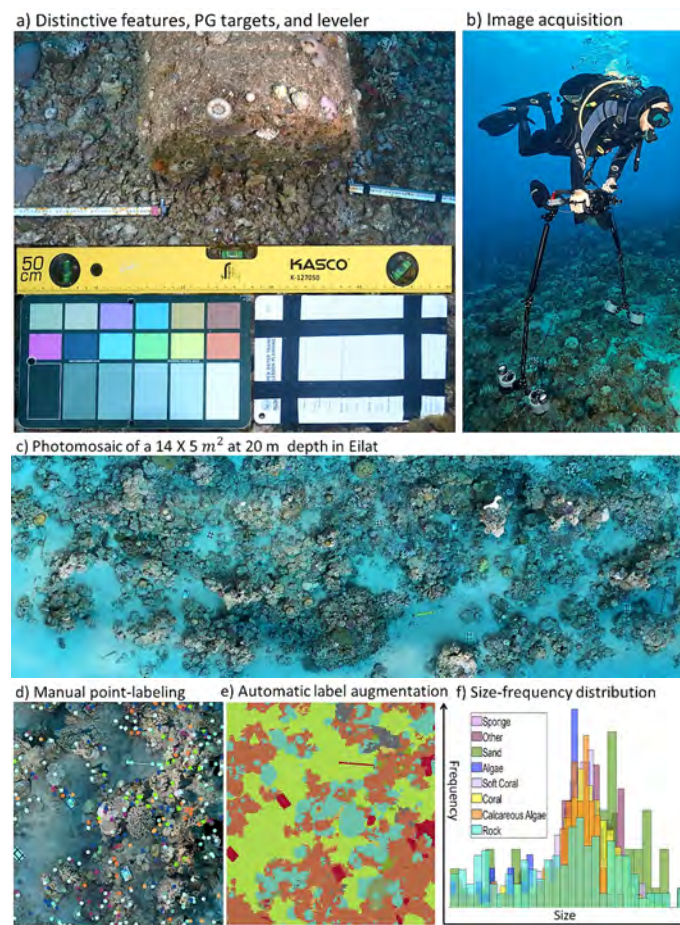 a) Distinctive features, PG targets, and leveler
b) Image acquisition
50
cm
KASCO
K-127050
c) Photomosaic of a 14 X 5 m² at 20 m depth in Eilat
d) Manual point-labeling
e) Automatic label augmentation
f) Size-frequency distribution
Frequency
Sponge
Other
Sand
Algae
Soft Coral
Coral
Calcareous Algae
Rock
Size